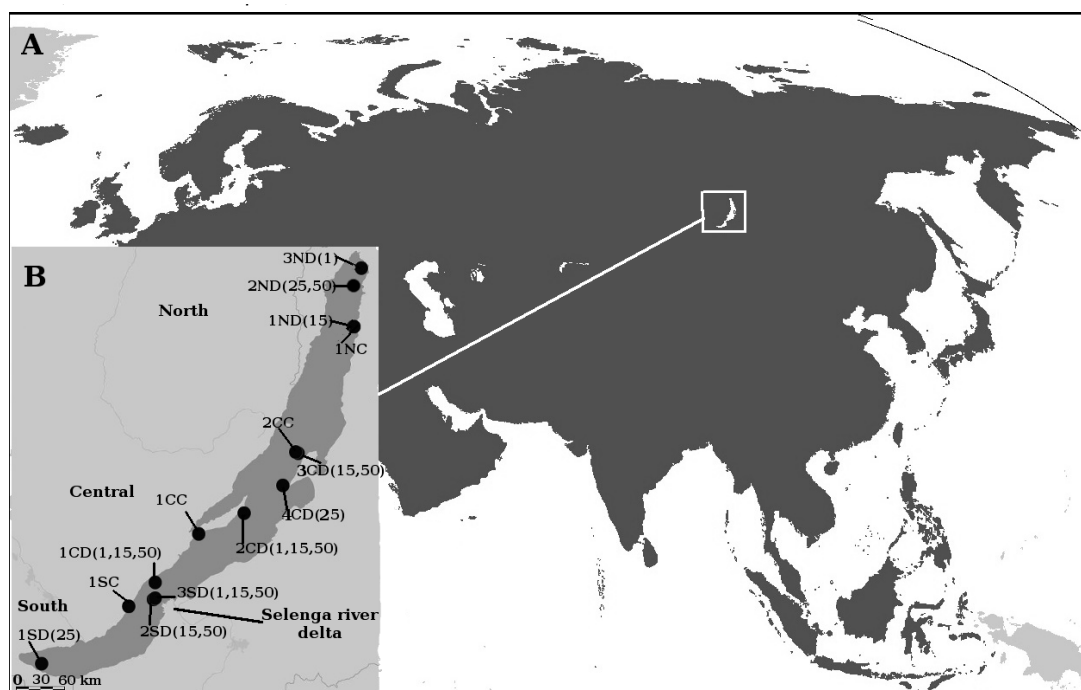 A
B
3ND(1)
2ND(25,50)
North
1ND(15)
1NC
2CC
3CD(15,50)
Central
1CC
4CD(25)
2CD(1,15,50)
1CD(1,15,50)
1SC
3SD(1,15,50)
South
Selenga river
delta
2SD(15,50)
1SD(25)
0 30 60 km